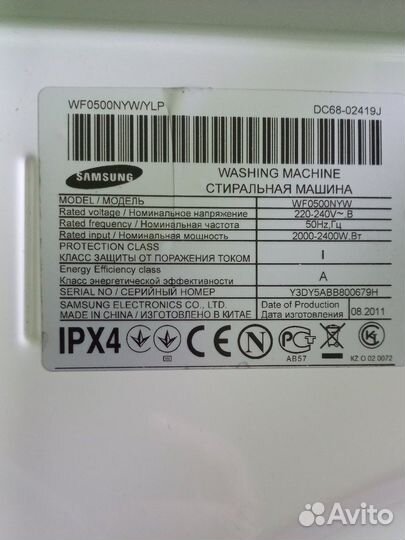 WF0500NYW/YLP DC68-02419J
SAMSUNG
WASHING MACHINE
СТИРАЛЬНАЯ МАШИНА
MODEL / МОДЕЛЬ WF0500NYW
Rated voltage / Номинальное напряжение 220-240V~,В
Rated frequency / Номинальная частота 50Hz,Гц
Rated input / Номинальная мощность 2000-2400W,Вт
PROTECTION CLASS
КЛАСС ЗАЩИТЫ ОТ ПОРАЖЕНИЯ ТОКОМ I
Energy Efficiency class
Класс энергетической эффективности A
SERIAL NO / СЕРИЙНЫЙ НОМЕР Y3DY5ABB800679H
SAMSUNG ELECTRONICS CO., LTD. Date of Production
MADE IN CHINA / ИЗГОТОВЛЕНО В КИТАЕ Дата изготовления 08.2011
IPX4 CE N PC
АВ57 KZ O 02 0072
Avito